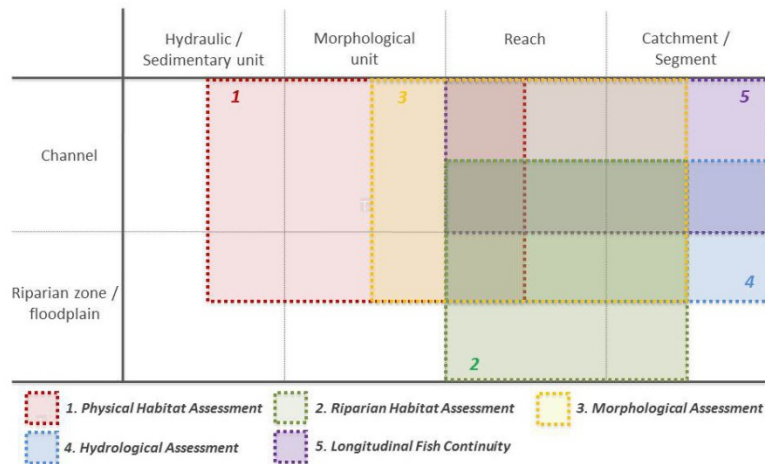 Hydraulic /
Sedimentary unit
Morphological
unit
Reach
Catchment /
Segment
1
3
5
Channel
Riparian zone /
floodplain
4
2
1. Physical Habitat Assessment
2. Riparian Habitat Assessment
3. Morphological Assessment
4. Hydrological Assessment
5. Longitudinal Fish Continuity